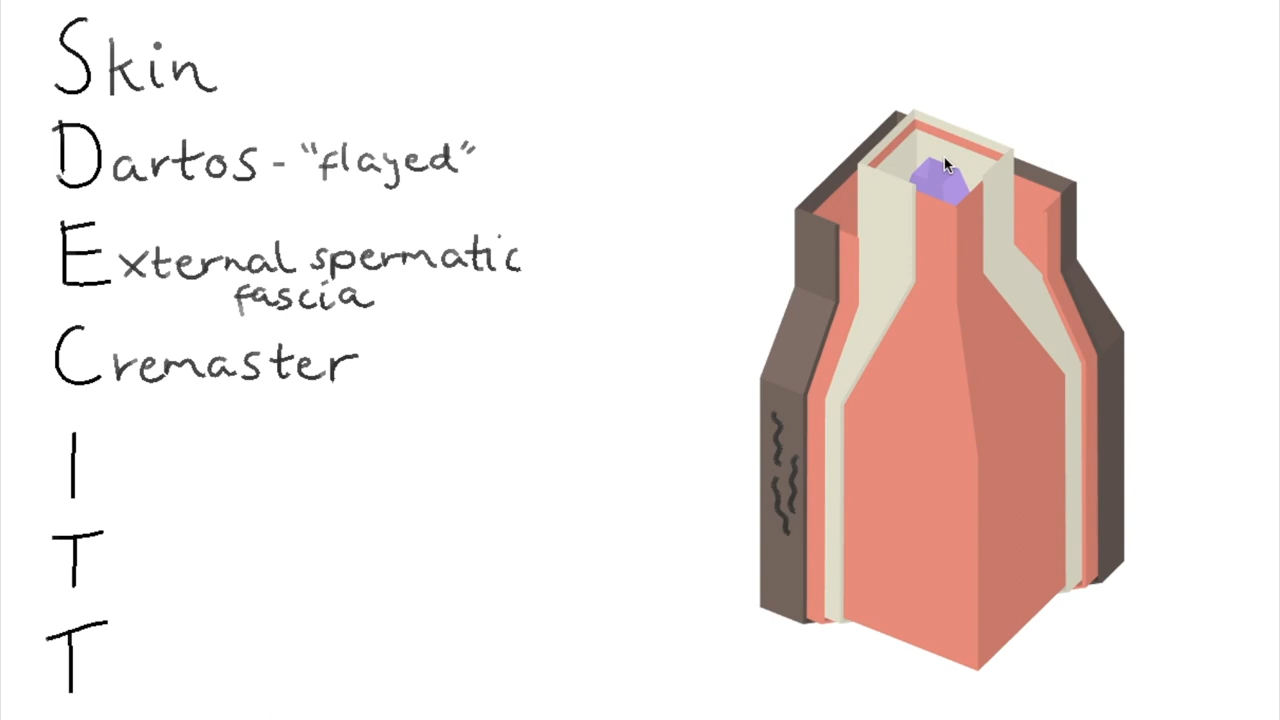 Skin
Dartos - "flayed"
External spermatic
fascia
Cremaster
I
T
T